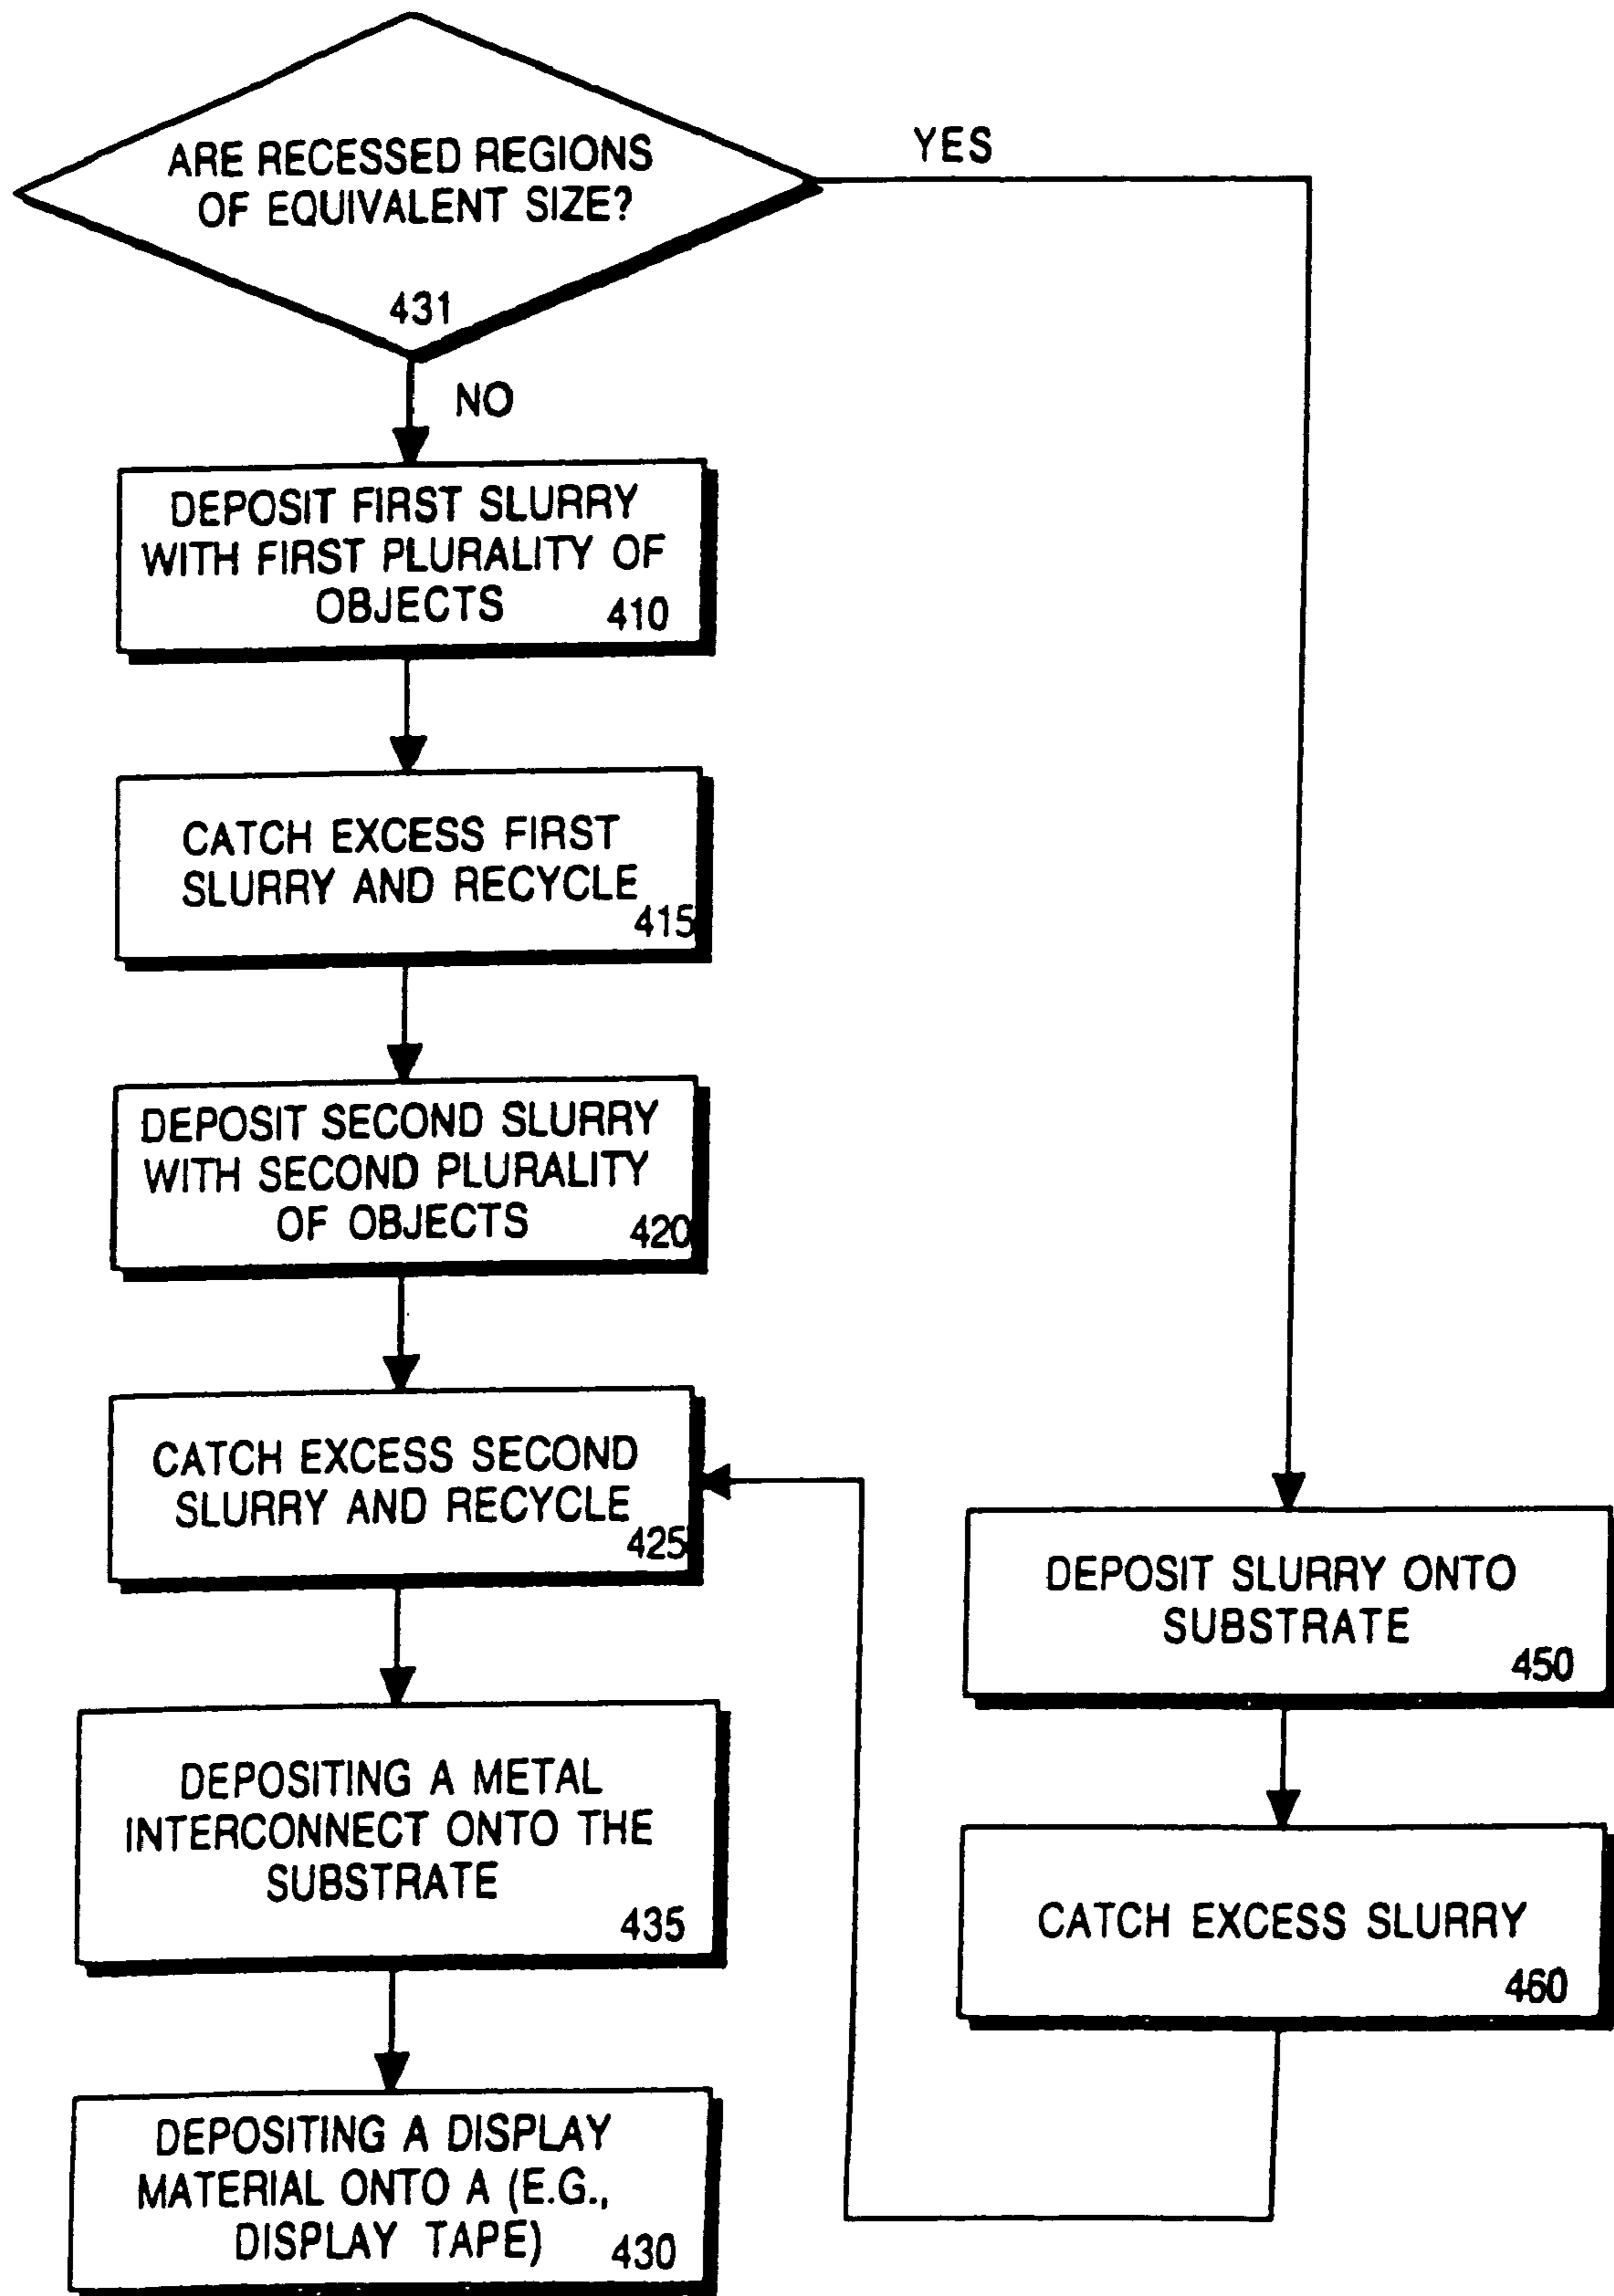 ARE RECESSED REGIONS
OF EQUIVALENT SIZE?
431
YES
NO
DEPOSIT FIRST SLURRY
WITH FIRST PLURALITY OF
OBJECTS 410
CATCH EXCESS FIRST
SLURRY AND RECYCLE
415
DEPOSIT SECOND SLURRY
WITH SECOND PLURALITY
OF OBJECTS 420
CATCH EXCESS SECOND
SLURRY AND RECYCLE
425
DEPOSITING A METAL
INTERCONNECT ONTO THE
SUBSTRATE
435
DEPOSITING A DISPLAY
MATERIAL ONTO A (E.G.,
DISPLAY TAPE) 430
DEPOSIT SLURRY ONTO
SUBSTRATE
450
CATCH EXCESS SLURRY
460